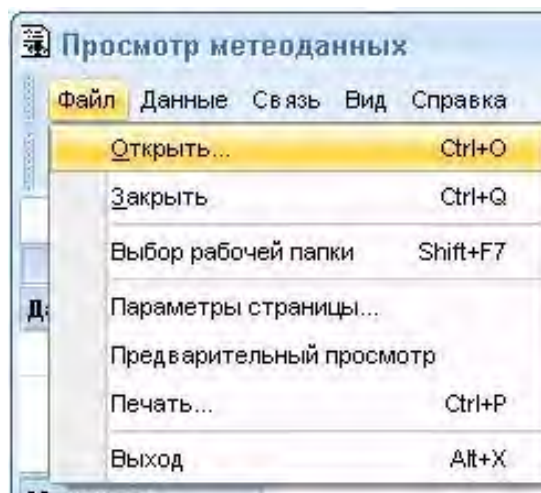 Просмотр метеоданных
Файл Данные Связь Вид Справка
Открыть... Ctrl+O
Закрыть Ctrl+Q
Выбор рабочей папки Shift+F7
Параметры страницы...
Предварительный просмотр
Печать... Ctrl+P
Выход Alt+X